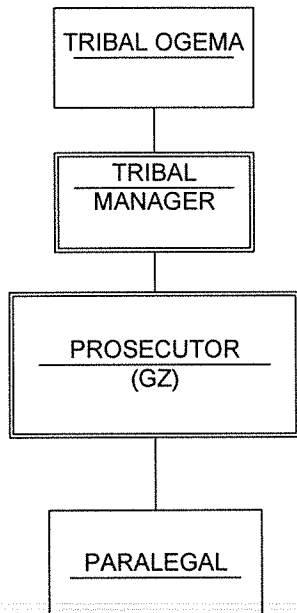 TRIBAL OGEMA
TRIBAL
MANAGER
PROSECUTOR
(GZ)
PARALEGAL